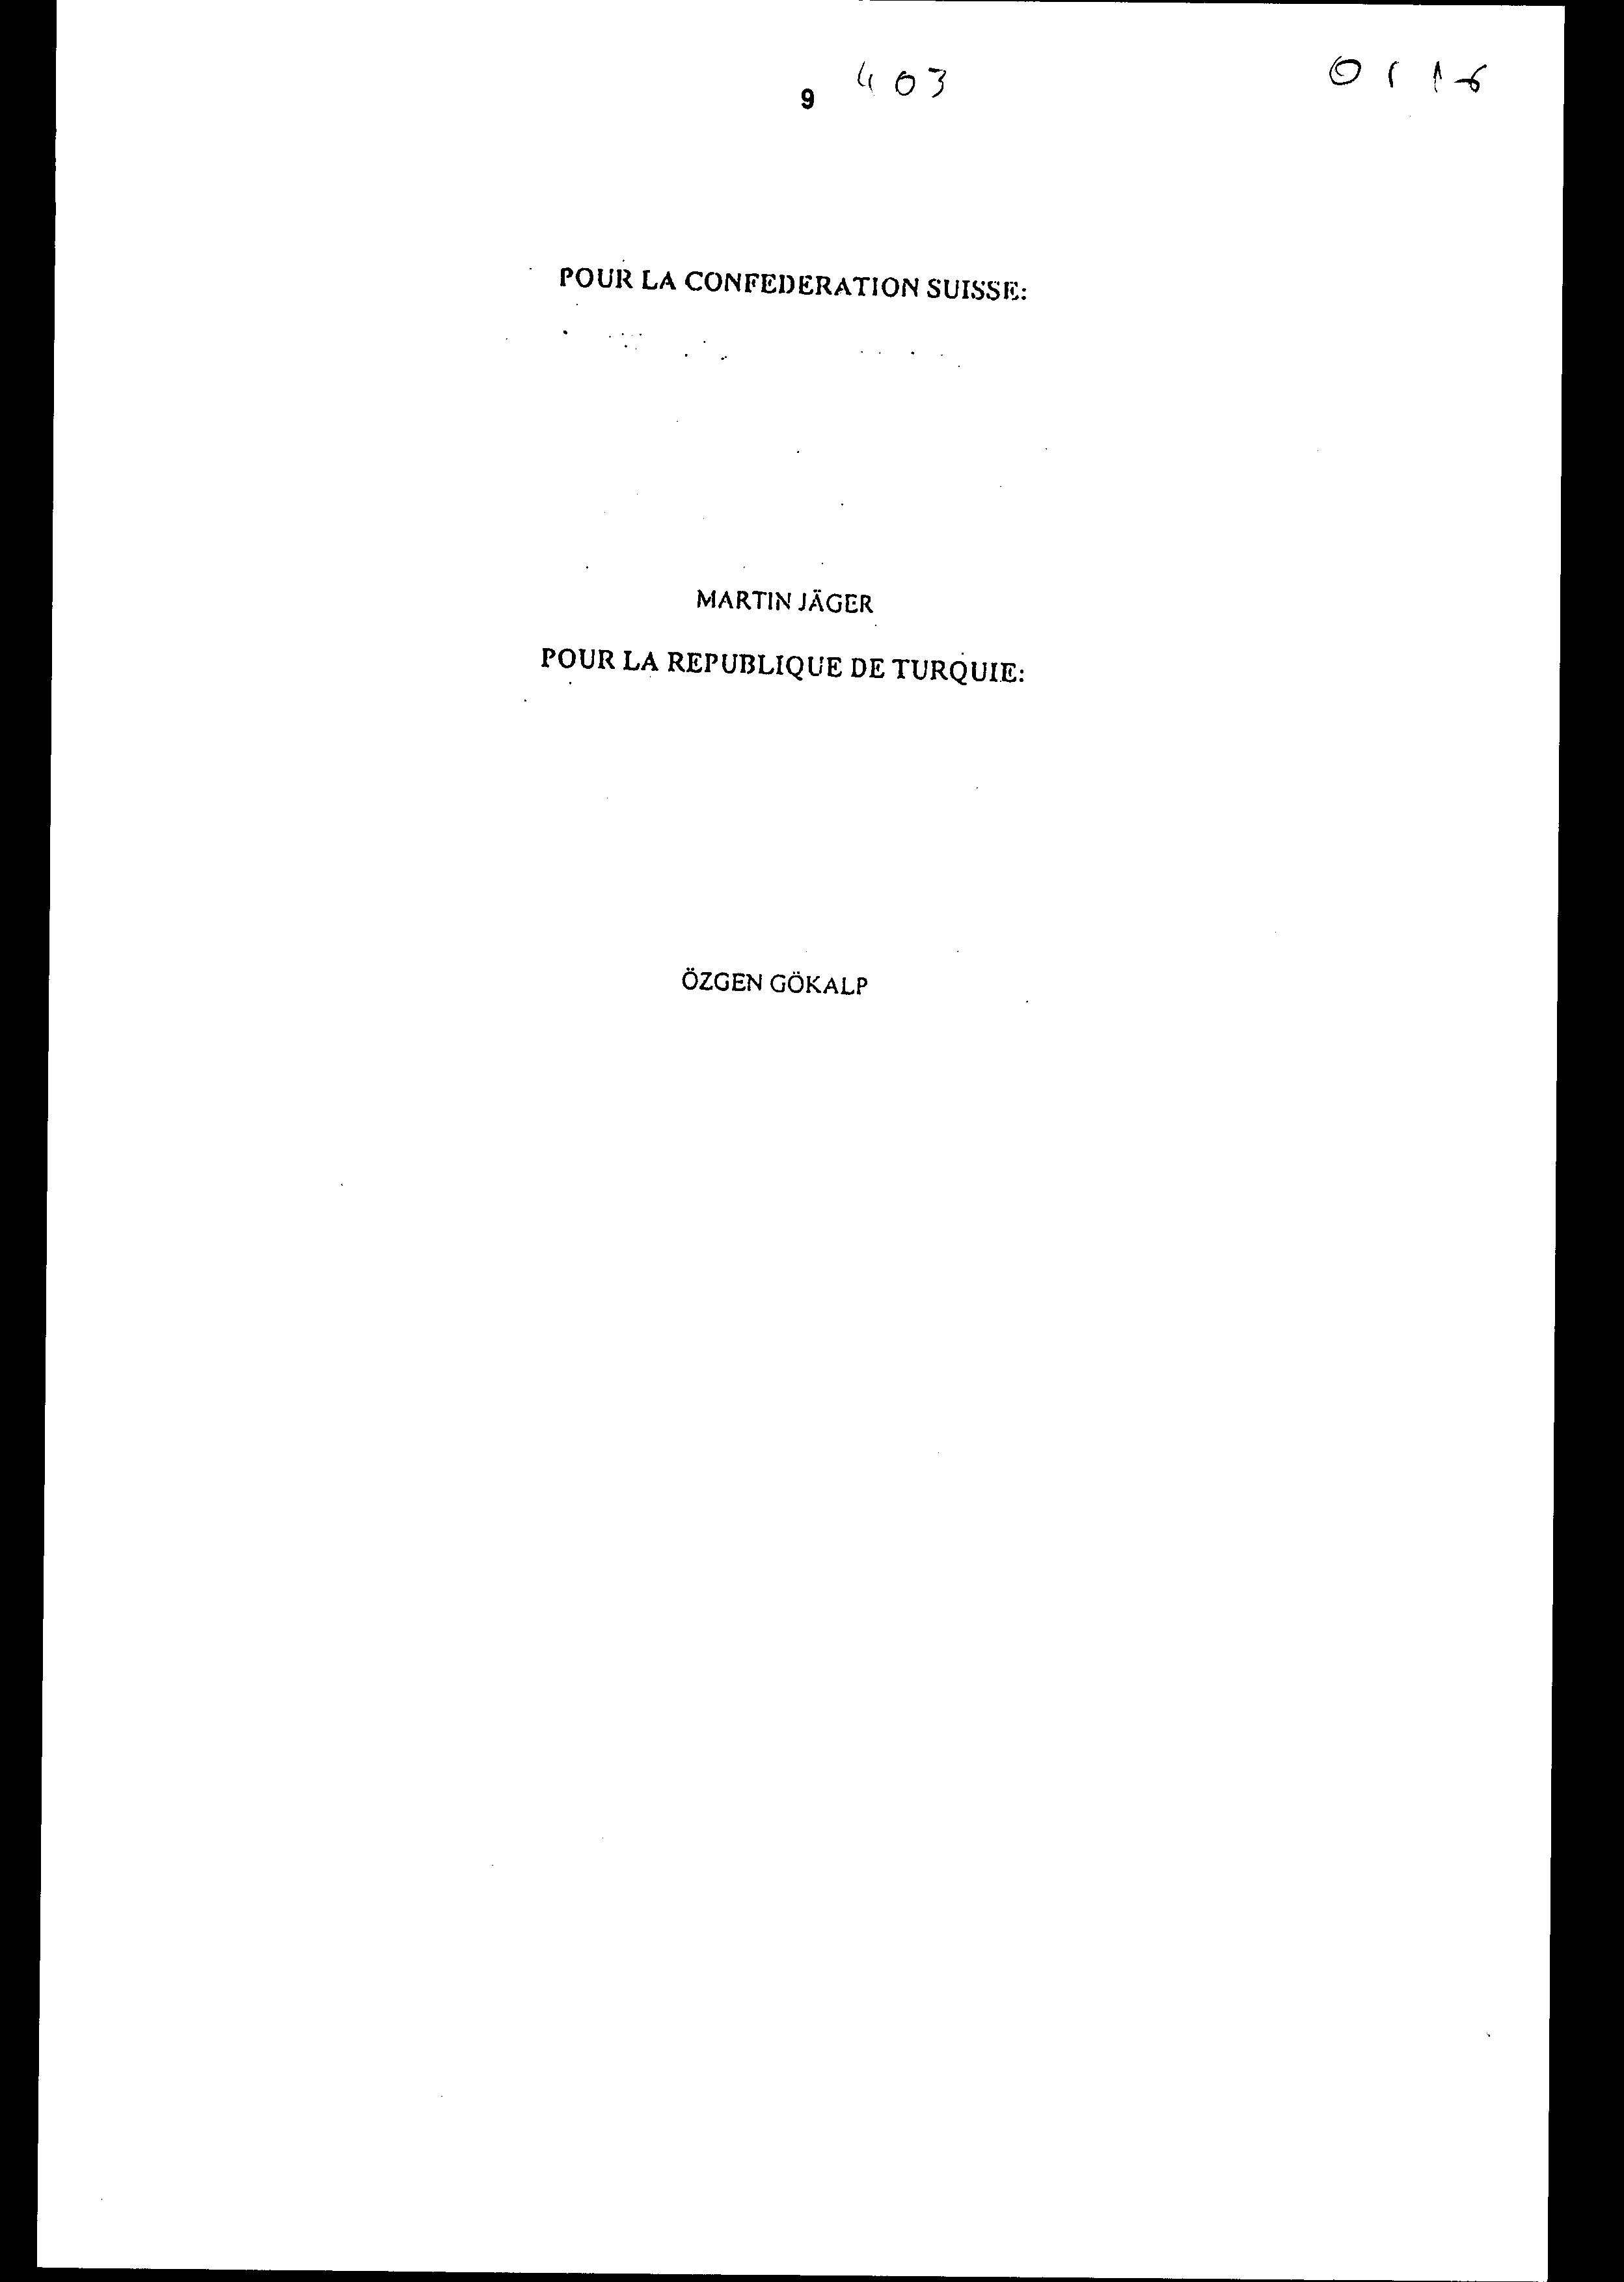 9 403 0116
POUR LA CONFEDERATION SUISSE:
MARTIN JÄGER
POUR LA REPUBLIQUE DE TURQUIE:
ÖZGEN GÖKALP